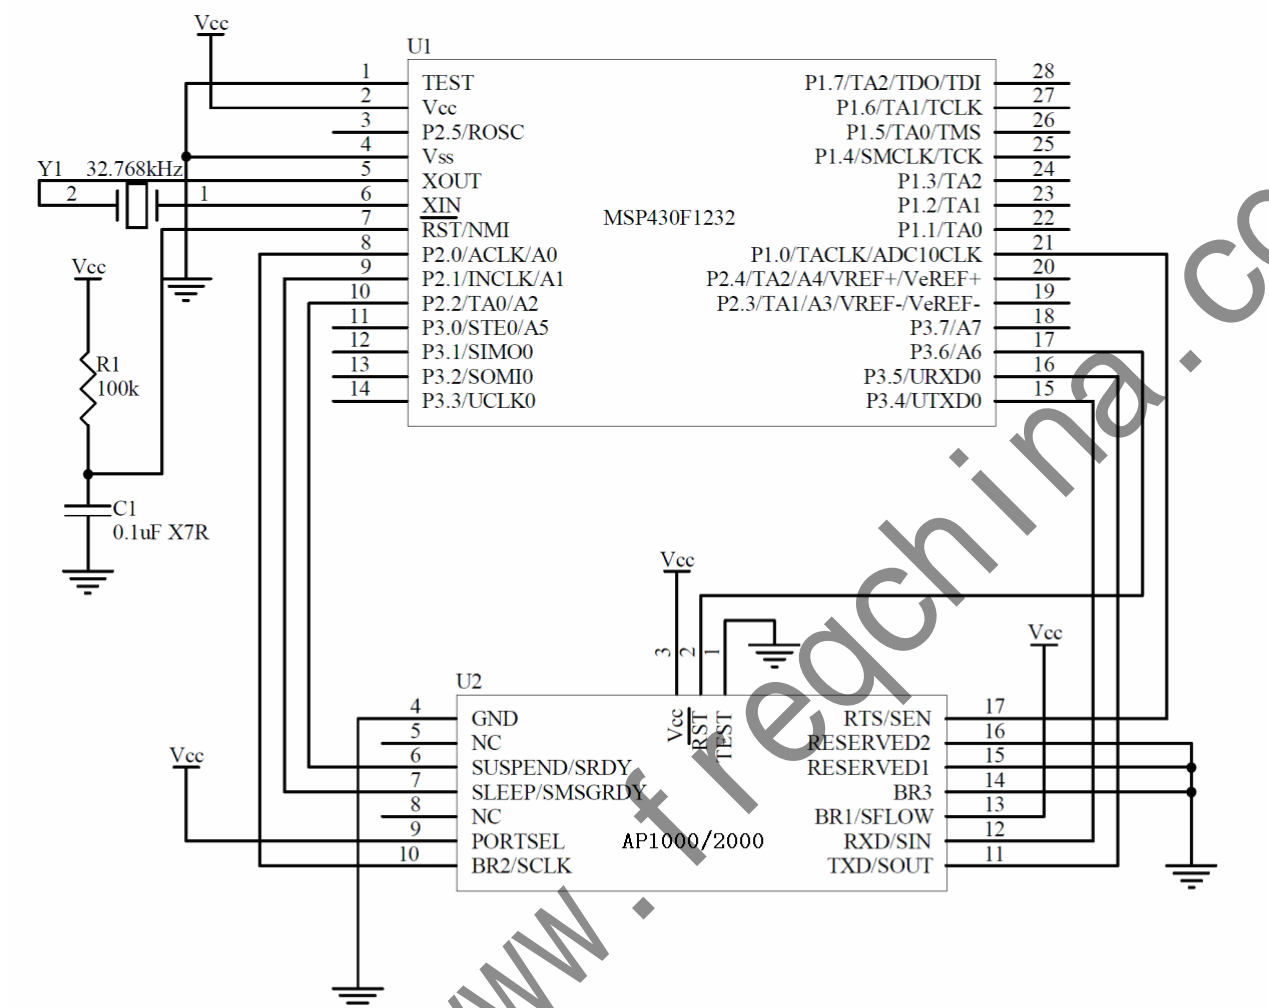 Vcc
U1
1 TEST
2 Vcc
3 P2.5/ROSC
4 Vss
5 XOUT
6 XIN
7 RST/NMI
8 P2.0/ACLK/A0
9 P2.1/INCLK/A1
10 P2.2/TA0/A2
11 P3.0/STE0/A5
12 P3.1/SIMO0
13 P3.2/SOMI0
14 P3.3/UCLK0
MSP430F1232
P1.7/TA2/TDO/TDI 28
P1.6/TA1/TCLK 27
P1.5/TA0/TMS 26
P1.4/SMCLK/TCK 25
P1.3/TA2 24
P1.2/TA1 23
P1.1/TA0 22
P1.0/TACLK/ADC10CLK 21
P2.4/TA2/A4/VREF+/VeREF+ 20
P2.3/TA1/A3/VREF-/VeREF- 19
P3.7/A7 18
P3.6/A6 17
P3.5/URXD0 16
P3.4/UTXD0 15
Y1 32.768kHz
2 1
Vcc
R1
100k
C1
0.1uF X7R
Vcc
3 2 1
Vcc
RST
TEST
Vcc
U2
4 GND
5 NC
6 SUSPEND/SRDY
7 SLEEP/SMSGRDY
8 NC
9 PORTSEL
10 BR2/SCLK
Vcc
AP1000/2000
RTS/SEN 17
RESERVED2 16
RESERVED1 15
BR3 14
BR1/SFLOW 13
RXD/SIN 12
TXD/SOUT 11
www.freqchina.co